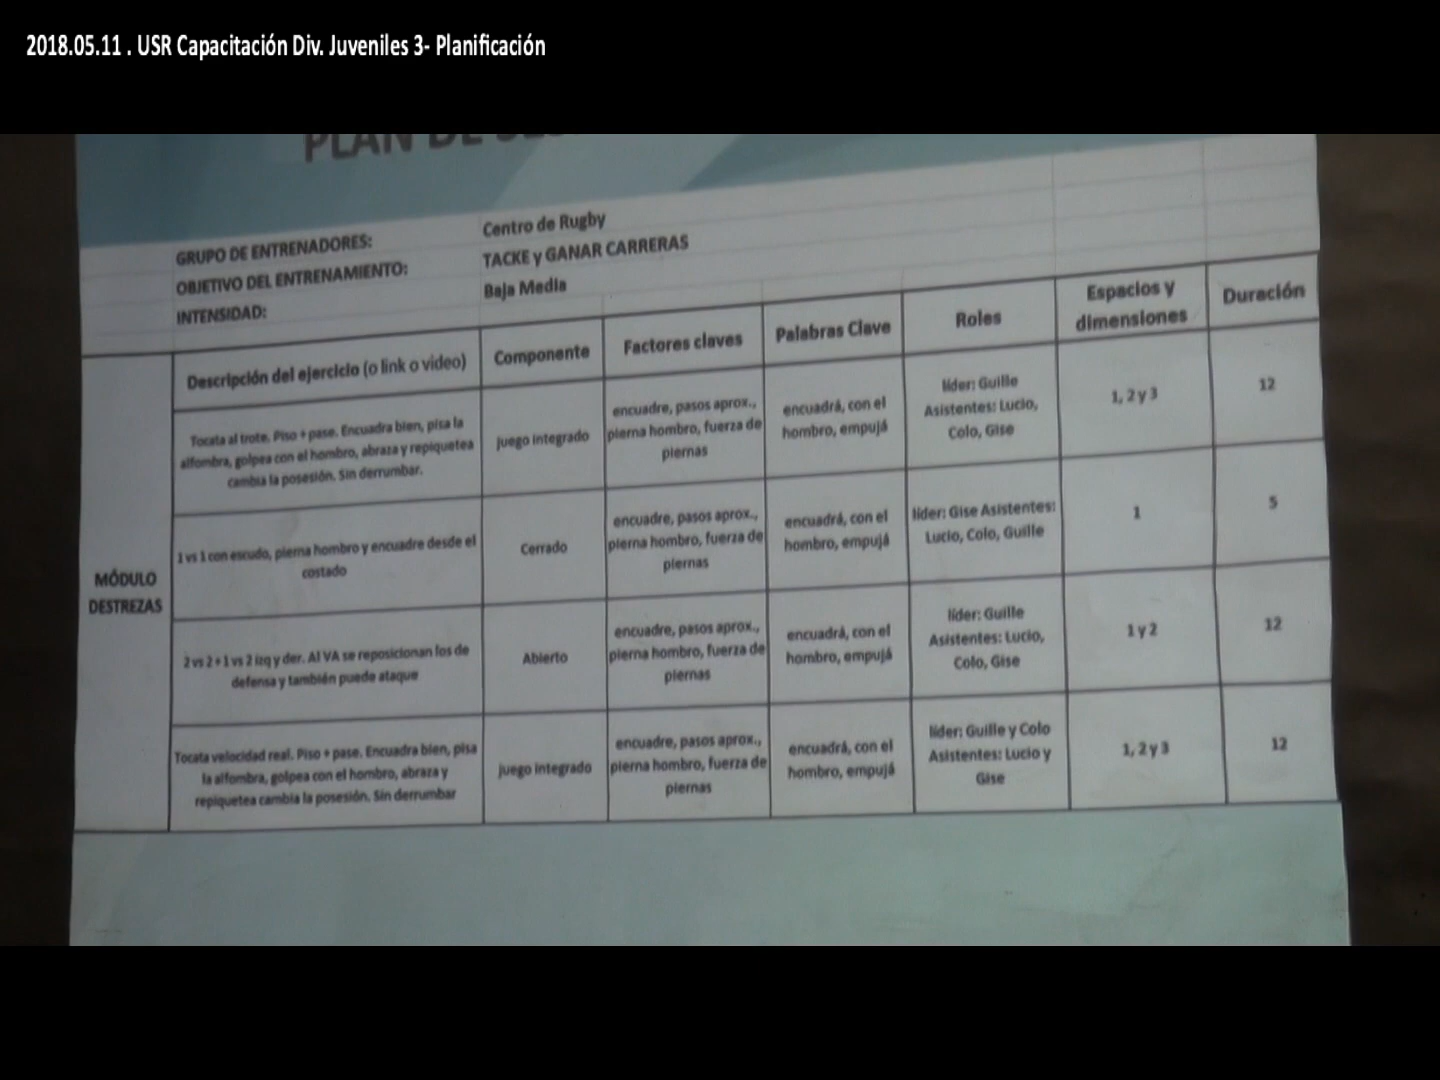 2018.05.11 . USR Capacitación Div. Juveniles 3- Planificación
PLAN DE
GRUPO DE ENTRENADORES: Centro de Rugby
OBJETIVO DEL ENTRENAMIENTO: TACKE y GANAR CARRERAS
INTENSIDAD: Baja Media
Descripción del ejercicio (o link o video) Componente Factores claves Palabras Clave Roles Espacios y dimensiones Duración
MÓDULO
DESTREZAS
Tocata al trote. Piso + pase. Encuadra bien, pisa la
alfombra, golpea con el hombro, abraza y repiquetea
cambia la posesión. Sin derrumbar.
Juego integrado
encuadre, pasos aprox.,
pierna hombro, fuerza de
piernas
encuadrá, con el
hombro, empujá
líder: Guille
Asistentes: Lucio,
Colo, Gise
1, 2 y 3
12
1 vs 1 con escudo, pierna hombro y encuadre desde el
costado
Cerrado
encuadre, pasos aprox.,
pierna hombro, fuerza de
piernas
encuadrá, con el
hombro, empujá
líder: Gise Asistentes:
Lucio, Colo, Guille
1
5
2 vs 2 + 1 vs 2 izq y der. Al VA se reposicionan los de
defensa y también puede ataque
Abierto
encuadre, pasos aprox.,
pierna hombro, fuerza de
piernas
encuadrá, con el
hombro, empujá
líder: Guille
Asistentes: Lucio,
Colo, Gise
1 y 2
12
Tocata velocidad real. Piso + pase. Encuadra bien, pisa
la alfombra, golpea con el hombro, abraza y
repiquetea cambia la posesión. Sin derrumbar
Juego integrado
encuadre, pasos aprox.,
pierna hombro, fuerza de
piernas
encuadrá, con el
hombro, empujá
líder: Guille y Colo
Asistentes: Lucio y
Gise
1, 2 y 3
12